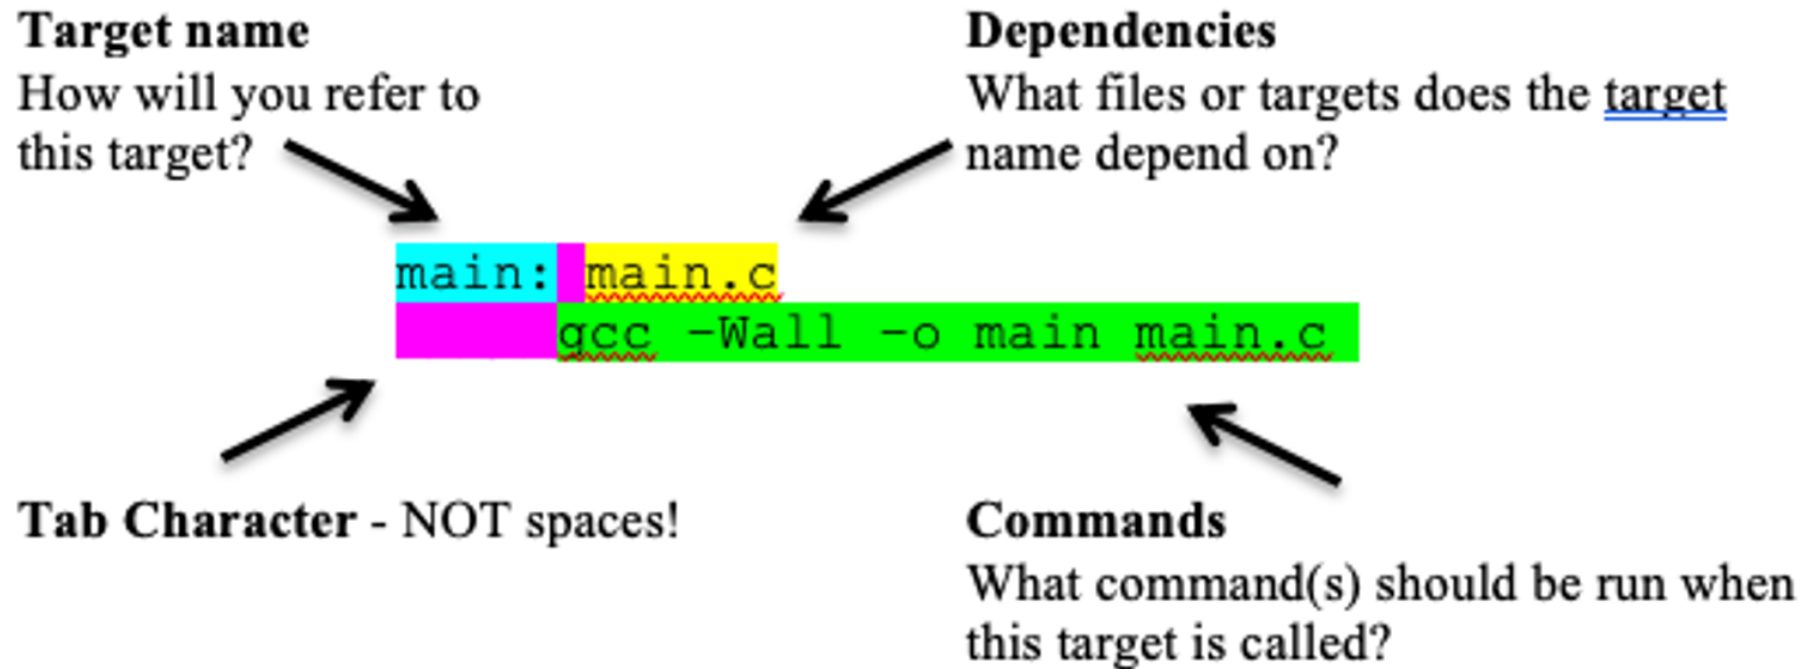 Target name
How will you refer to
this target?
Dependencies
What files or targets does the target
name depend on?
main: main.c
gcc -Wall -o main main.c
Tab Character - NOT spaces!
Commands
What command(s) should be run when
this target is called?